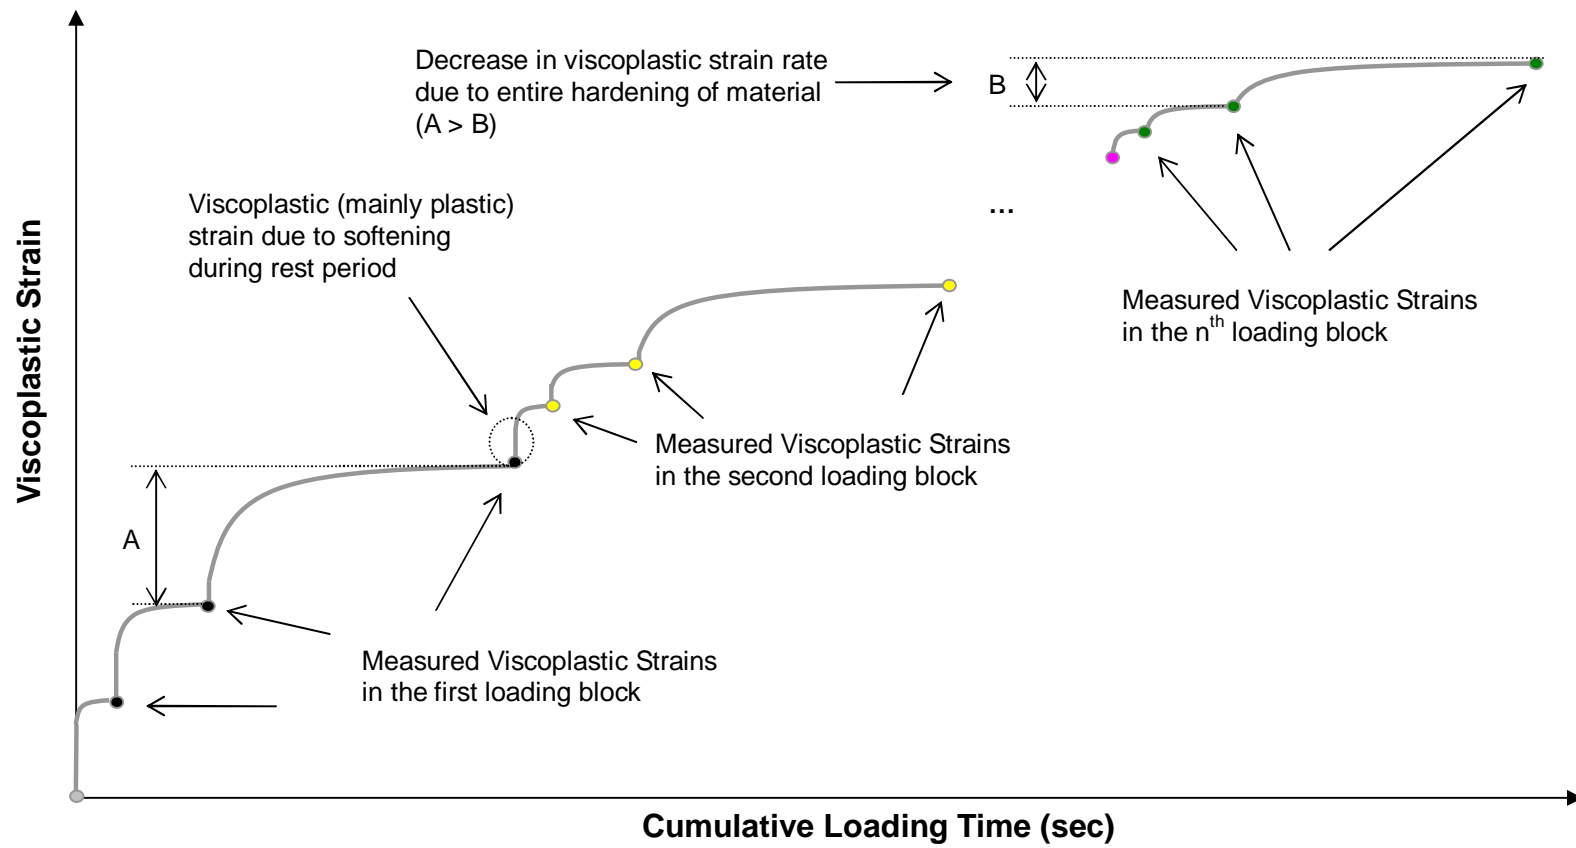 Decrease in viscoplastic strain rate
due to entire hardening of material
(A > B)
B
Viscoplastic (mainly plastic)
strain due to softening
during rest period
...
Measured Viscoplastic Strains
in the nth loading block
Measured Viscoplastic Strains
in the second loading block
A
Measured Viscoplastic Strains
in the first loading block
Viscoplastic Strain
Cumulative Loading Time (sec)